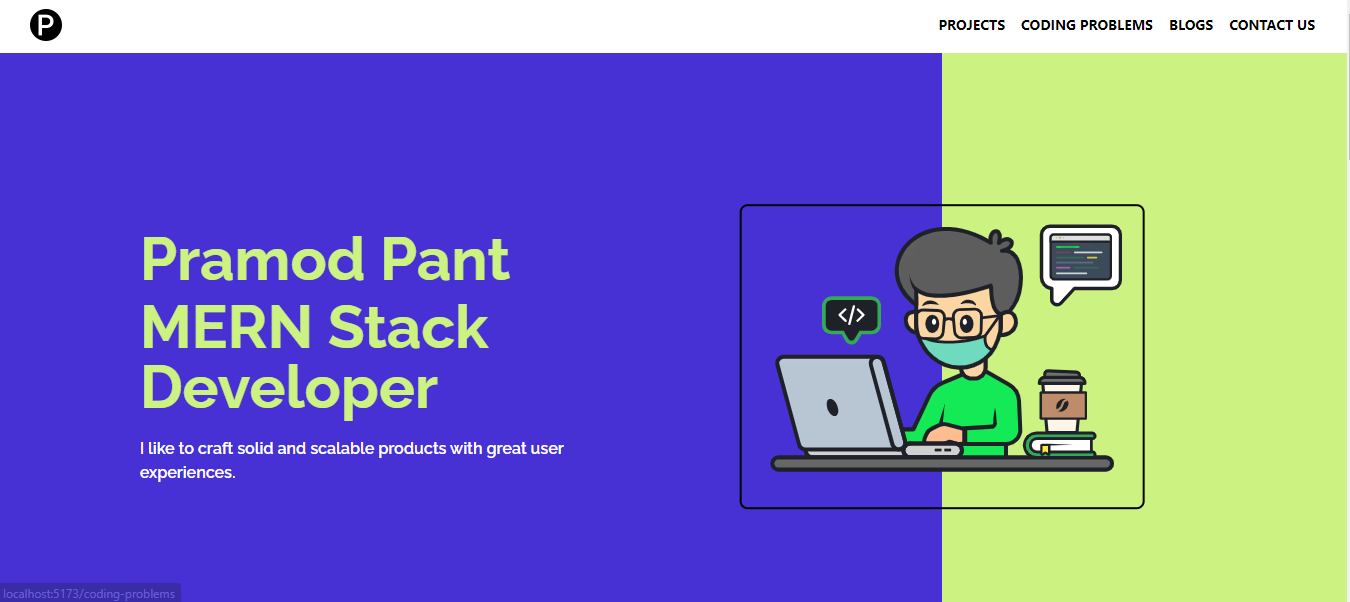 P
PROJECTS CODING PROBLEMS BLOGS CONTACT US
Pramod Pant
MERN Stack
Developer
I like to craft solid and scalable products with great user
experiences.
</>
localhost:5173/coding-problems